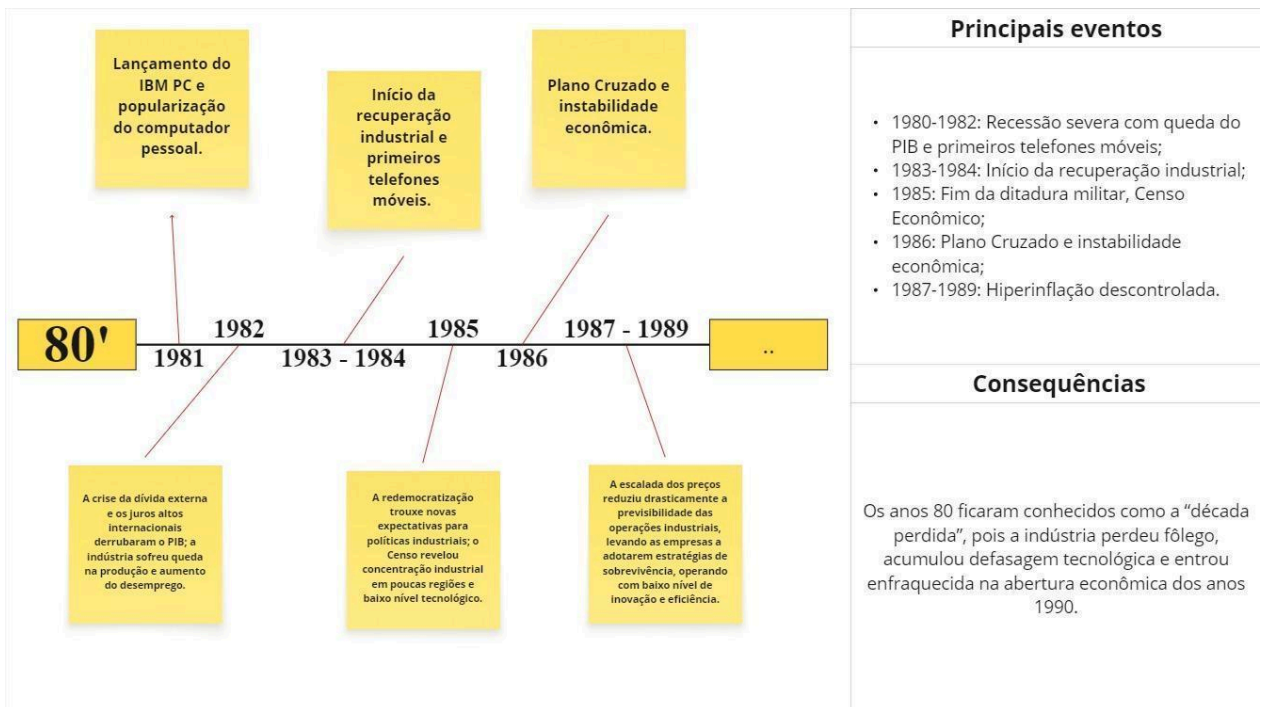 Lançamento do
IBM PC e
popularização
do computador
pessoal.
Início da
recuperação
industrial e
primeiros
telefones
móveis.
Plano Cruzado e
instabilidade
econômica.
80'
1981
1982
1983 - 1984
1985
1986
1987 - 1989
..
A crise da dívida externa
e os juros altos
internacionais
derrubaram o PIB; a
indústria sofreu queda
na produção e aumento
do desemprego.
A redemocratização
trouxe novas
expectativas para
políticas industriais; o
Censo revelou
concentração industrial
em poucas regiões e
baixo nível tecnológico.
A escalada dos preços
reduziu drasticamente a
previsibilidade das
operações industriais,
levando as empresas a
adotarem estratégias de
sobrevivência, operando
com baixo nível de
inovação e eficiência.
Principais eventos
• 1980-1982: Recessão severa com queda do
PIB e primeiros telefones móveis;
• 1983-1984: Início da recuperação industrial;
• 1985: Fim da ditadura militar, Censo
Econômico;
• 1986: Plano Cruzado e instabilidade
econômica;
• 1987-1989: Hiperinflação descontrolada.
Consequências
Os anos 80 ficaram conhecidos como a “década
perdida”, pois a indústria perdeu fôlego,
acumulou defasagem tecnológica e entrou
enfraquecida na abertura econômica dos anos
1990.